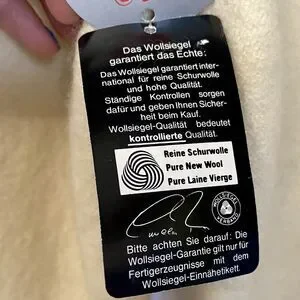 Das Wollsiegel
garantiert das Echte:
Das Wollsiegel garantiert inter-
national für reine Schurwolle
und hohe Qualität.
Ständige Kontrollen sorgen
dafür und geben Ihnen Sicher-
heit beim Kauf.
Wollsiegel-Qualität bedeutet
kontrollierte Qualität.
Reine Schurwolle
Pure New Wool
Pure Laine Vierge
Bitte achten Sie darauf: Die
Wollsiegel-Garantie gilt nur für
Fertigerzeugnisse mit dem
Wollsiegel-Einnähetikett.